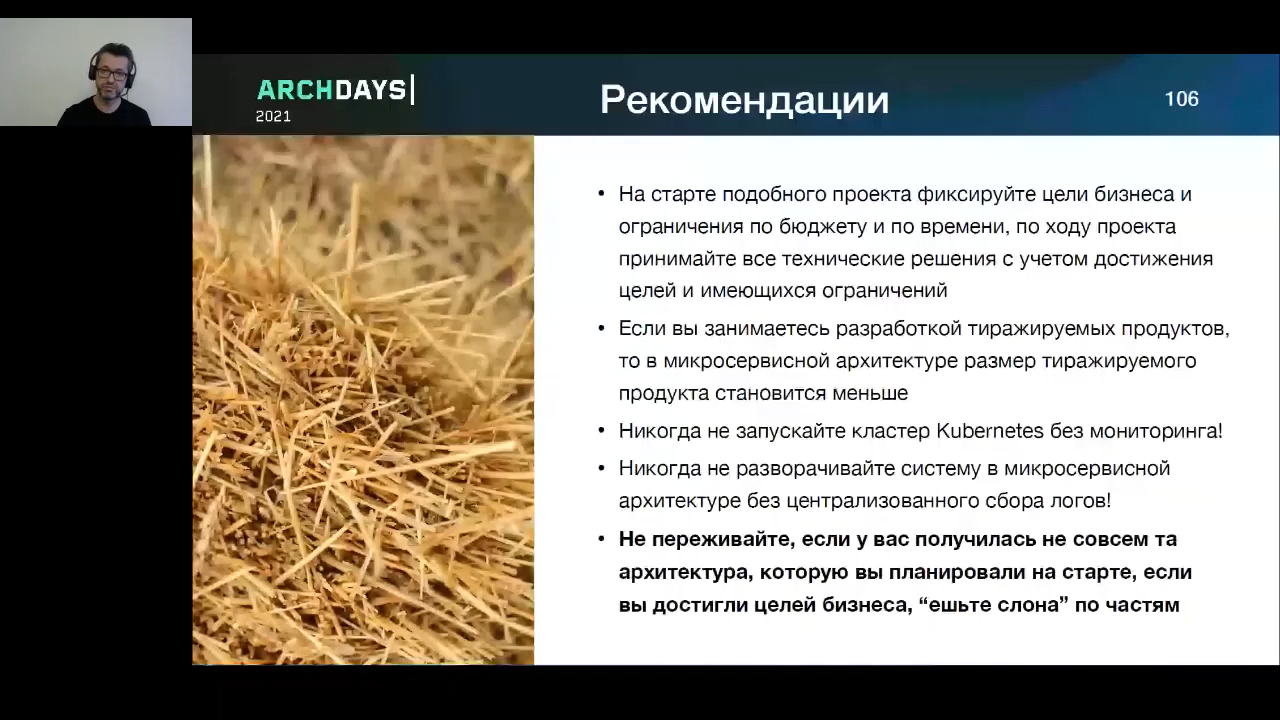 ARCHDAYS
2021
Рекомендации
106
• На старте подобного проекта фиксируйте цели бизнеса и
ограничения по бюджету и по времени, по ходу проекта
принимайте все технические решения с учетом достижения
целей и имеющихся ограничений
• Если вы занимаетесь разработкой тиражируемых продуктов,
то в микросервисной архитектуре размер тиражируемого
продукта становится меньше
• Никогда не запускайте кластер Kubernetes без мониторинга!
• Никогда не разворачивайте систему в микросервисной
архитектуре без централизованного сбора логов!
• Не переживайте, если у вас получилась не совсем та
архитектура, которую вы планировали на старте, если
вы достигли целей бизнеса, “ешьте слона” по частям